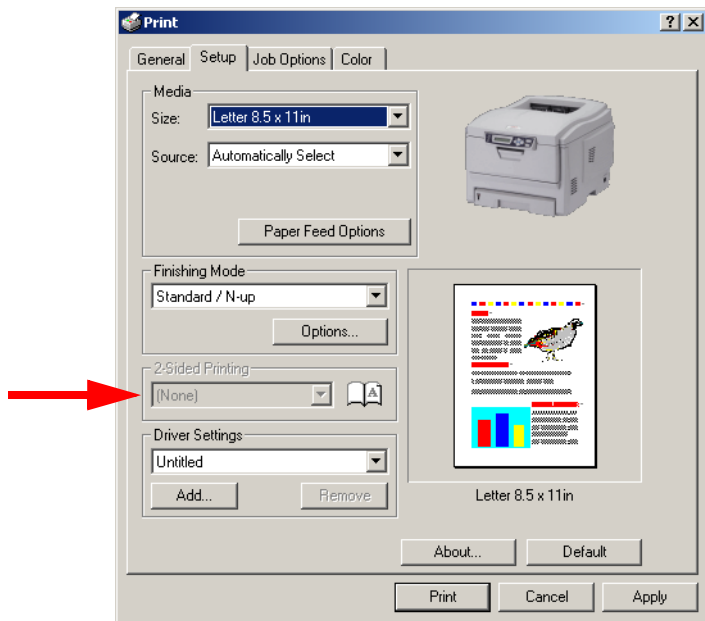 Print
General Setup Job Options Color
Media
Size: Letter 8.5 x 11in
Source: Automatically Select
Paper Feed Options
Finishing Mode
Standard / N-up
Options...
2-Sided Printing
(None)
A
Driver Settings
Untitled
Add... Remove
Letter 8.5 x 11in
About... Default
Print Cancel Apply